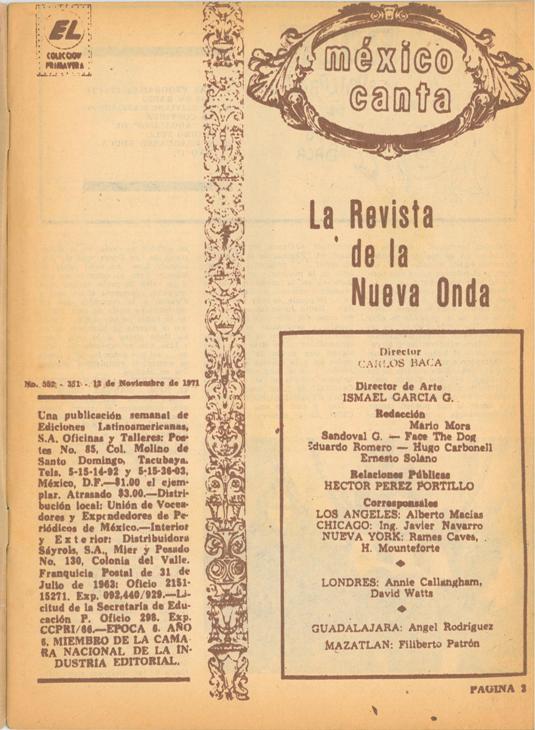 EL
COLECCION
PRIMAVERA
méxico
canta
La Revista
de la
Nueva Onda
No. 502 - 351 - 12 de Noviembre de 1971
Una publicación semanal de
Ediciones Latinoamericanas,
S.A. Oficinas y Talleres: Pos-
tes No. 85, Col. Molino de
Santo Domingo, Tacubaya.
Tels. 5-15-14-92 y 5-15-36-03,
México, D.F.—$1.00 el ejem-
plar. Atrasado $3.00.—Distri-
bución local: Unión de Vocea-
dores y Expendedores de Pe-
riódicos de México.—Interior
y Exterior: Distribuidora
Sáyrols, S.A., Mier y Pesado
No. 130, Colonia del Valle.
Franquicia Postal de 31 de
Julio de 1963: Oficio 2151-
15271. Exp. 092,440/929.—Li-
citud de la Secretaría de Edu-
cación P. Oficio 298. Exp.
CCPRI/66.—EPOCA 6. AÑO
6. MIEMBRO DE LA CAMA-
RA NACIONAL DE LA IN-
DUSTRIA EDITORIAL.
Director
CARLOS BACA
Director de Arte
ISMAEL GARCIA G.
Redacción
Mario Mora
Sandoval G. — Face The Dog
Eduardo Romero — Hugo Carbonell
Ernesto Solano
Relaciones Públicas
HECTOR PEREZ PORTILLO
Corresponsales
LOS ANGELES: Alberto Macías
CHICAGO: Ing. Javier Navarro
NUEVA YORK: Rames Caves,
H. Mounteforte
LONDRES: Annie Callangham,
David Watts
GUADALAJARA: Angel Rodríguez
MAZATLAN: Filiberto Patrón
PAGINA 3